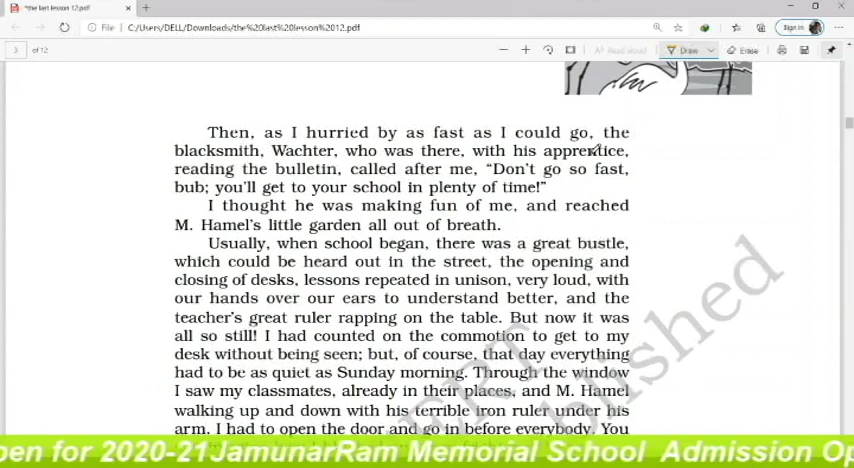 *the last lesson 12.pdf
File | C:/Users/DELL/Downloads/the%20last%20lesson%2012.pdf
Sign in
3 of 12
Read aloud
Draw
Erase
Then, as I hurried by as fast as I could go, the
blacksmith, Wachter, who was there, with his apprentice,
reading the bulletin, called after me, “Don’t go so fast,
bub; you’ll get to your school in plenty of time!”
I thought he was making fun of me, and reached
M. Hamel’s little garden all out of breath.
Usually, when school began, there was a great bustle,
which could be heard out in the street, the opening and
closing of desks, lessons repeated in unison, very loud, with
our hands over our ears to understand better, and the
teacher’s great ruler rapping on the table. But now it was
all so still! I had counted on the commotion to get to my
desk without being seen; but, of course, that day everything
had to be as quiet as Sunday morning. Through the window
I saw my classmates, already in their places, and M. Hamel
walking up and down with his terrible iron ruler under his
arm. I had to open the door and go in before everybody. You
pen for 2020-21 JamunarRam Memorial School Admission Op